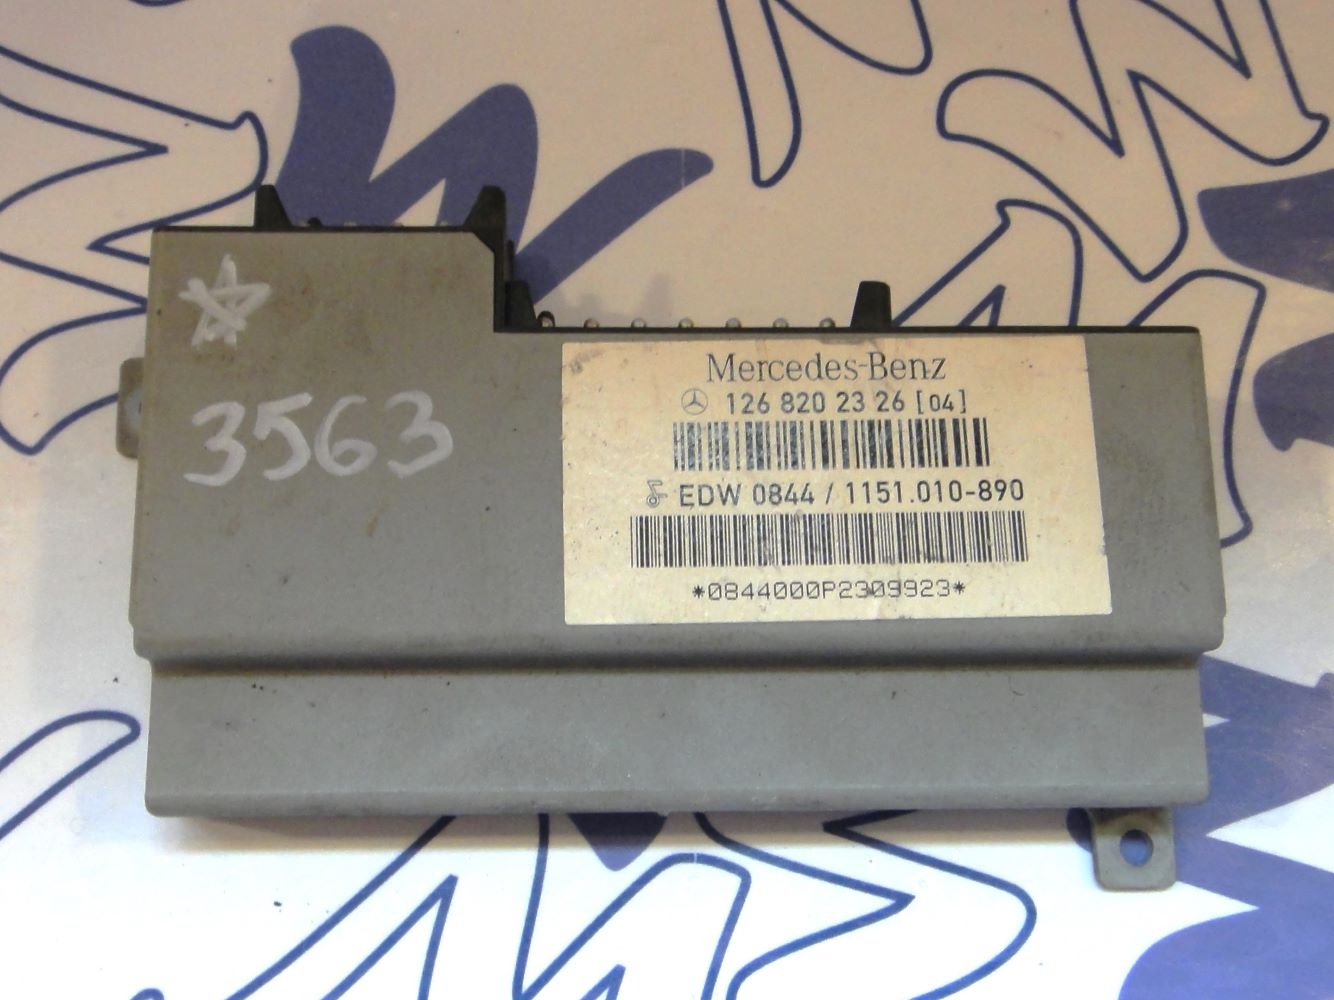 3563
Mercedes-Benz
126 820 23 26 [04]
EDW 0844 / 1151.010-890
*0844000P2309923*